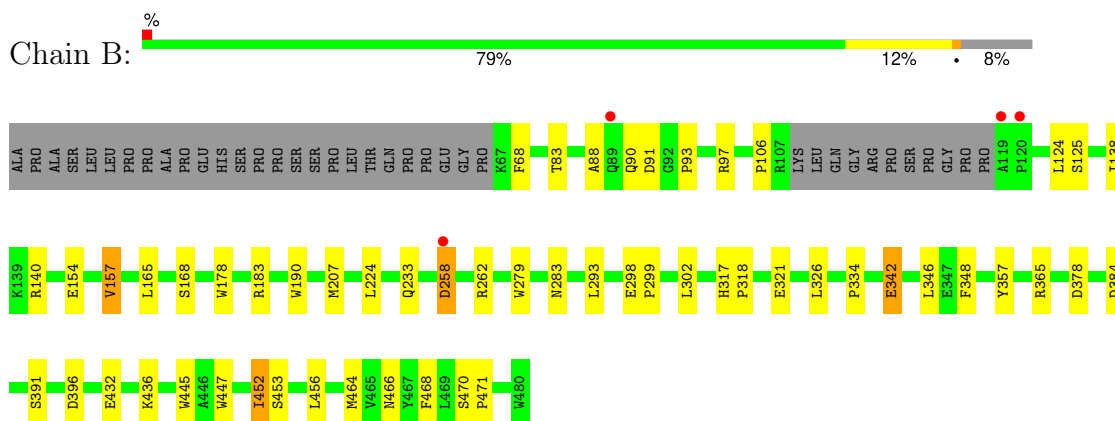 %
Chain B:
79% 12% • 8%
ALA PRO ALA SER LEU LEU PRO PRO ALA PRO GLU HIS SER PRO PRO SER SER PRO LEU THR GLN PRO PRO GLU GLY PRO K67 F68 T83 A88 Q89 Q90 D91 G92 P93 R97 P106 R107 LYS LEU GLN GLY ARG PRO SER PRO GLY PRO PRO A119 P120 L124 S125 I138
K139 R140 E154 V157 L165 S168 W178 R183 W190 M207 L224 Q233 D258 R262 W279 N283 L293 E298 P299 L302 H317 P318 E321 L326 P334 E342 L346 E347 F348 Y357 R365 D378
S391 D396 E432 K436 W445 A446 W447 I452 S453 L456 M464 V465 N466 Y467 F468 L469 S470 P471 W480